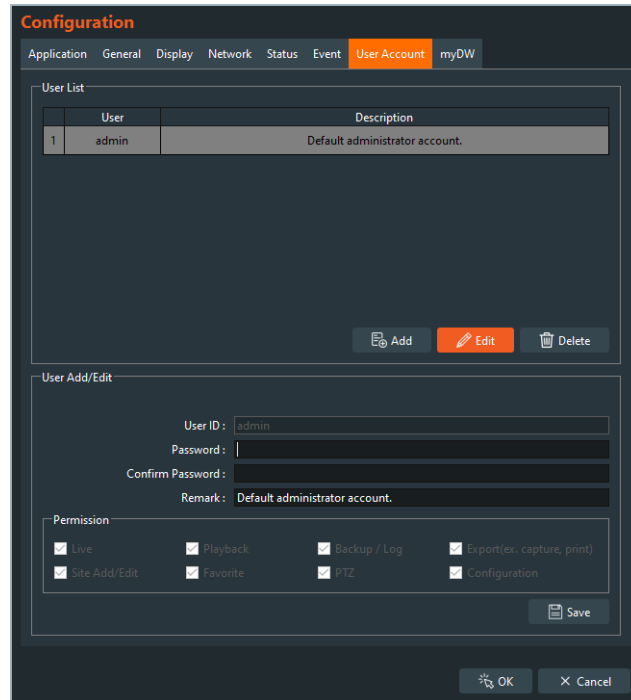 Configuration
Application General Display Network Status Event User Account myDW
User List
User Description
1 admin Default administrator account.
Add Edit Delete
User Add/Edit
User ID : admin
Password :
Confirm Password :
Remark : Default administrator account.
Permission
Live Playback Backup / Log Export(ex. capture, print)
Site Add/Edit Favorite PTZ Configuration
Save
OK Cancel